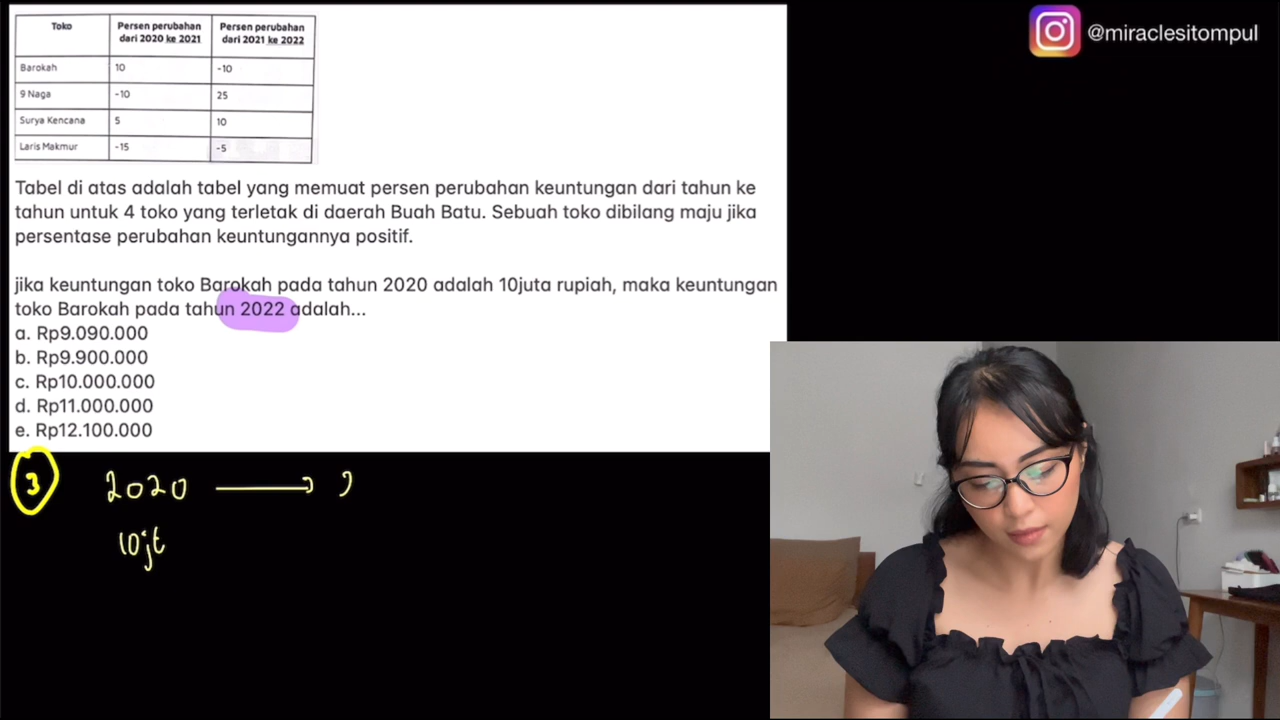 Toko Persen perubahan dari 2020 ke 2021 Persen perubahan dari 2021 ke 2022
Barokah 10 -10
9 Naga -10 25
Surya Kencana 5 10
Laris Makmur -15 -5
Tabel di atas adalah tabel yang memuat persen perubahan keuntungan dari tahun ke
tahun untuk 4 toko yang terletak di daerah Buah Batu. Sebuah toko dibilang maju jika
persentase perubahan keuntungannya positif.
jika keuntungan toko Barokah pada tahun 2020 adalah 10juta rupiah, maka keuntungan
toko Barokah pada tahun 2022 adalah...
a. Rp9.090.000
b. Rp9.900.000
c. Rp10.000.000
d. Rp11.000.000
e. Rp12.100.000
@miraclesitompul
3 2020
10jt